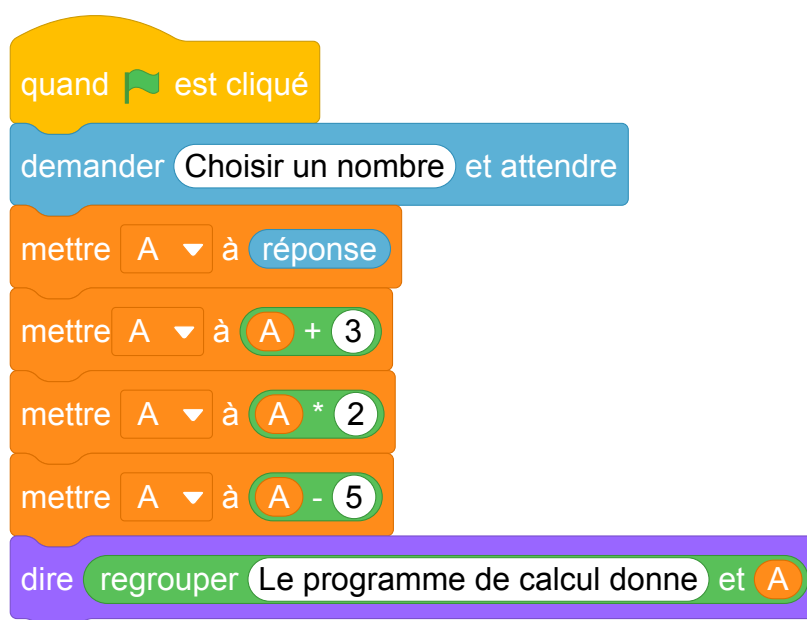 quand est cliqué
demander Choisir un nombre et attendre
mettre A à réponse
mettre A à A + 3
mettre A à A * 2
mettre A à A - 5
dire regrouper Le programme de calcul donne et A